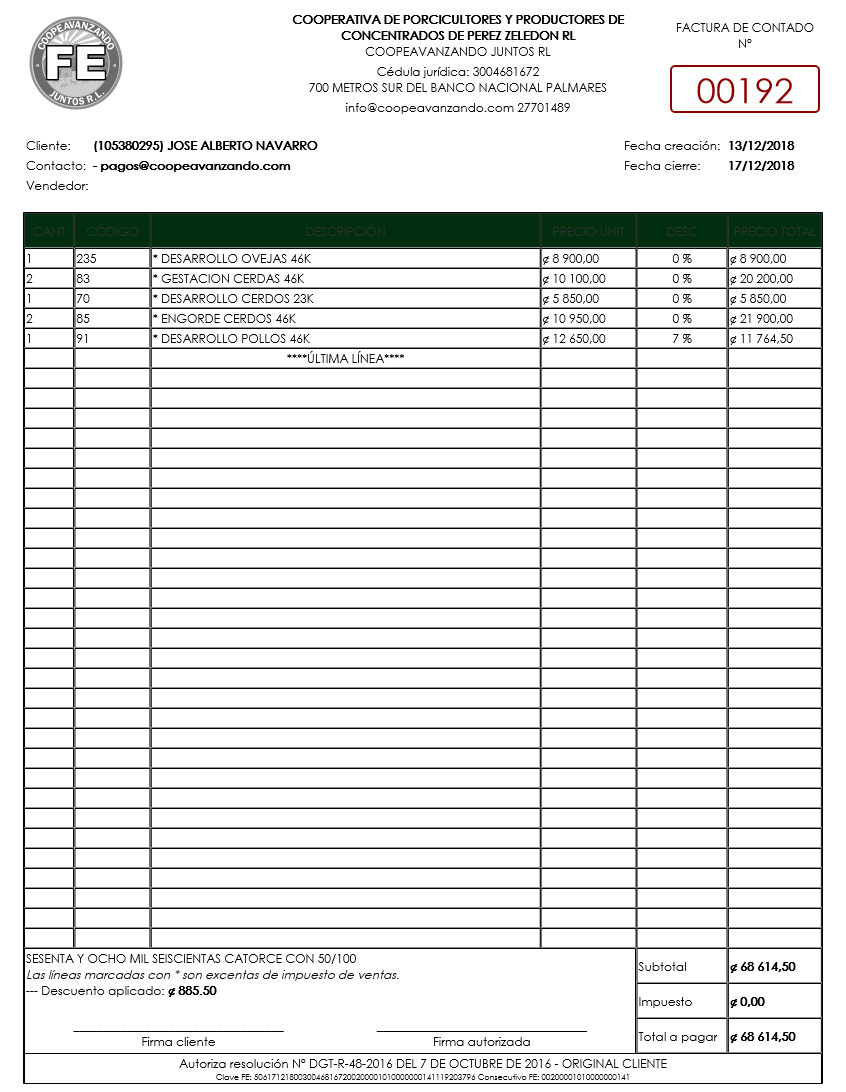 COOPEAVANZANDO
FE
JUNTOS R.L.
COOPERATIVA DE PORCICULTORES Y PRODUCTORES DE
CONCENTRADOS DE PEREZ ZELEDON RL
COOPEAVANZANDO JUNTOS RL
Cédula jurídica: 3004681672
700 METROS SUR DEL BANCO NACIONAL PALMARES
info@coopeavanzando.com 27701489
FACTURA DE CONTADO
N°
00192
Cliente: (105380295) JOSE ALBERTO NAVARRO
Contacto: - pagos@coopeavanzando.com
Vendedor:
Fecha creación: 13/12/2018
Fecha cierre: 17/12/2018
CANT CÓDIGO DESCRIPCIÓN PRECIO UNIT DESC PRECIO TOTAL
1 235 * DESARROLLO OVEJAS 46K ¢ 8 900,00 0 % ¢ 8 900,00
2 83 * GESTACION CERDAS 46K ¢ 10 100,00 0 % ¢ 20 200,00
1 70 * DESARROLLO CERDOS 23K ¢ 5 850,00 0 % ¢ 5 850,00
2 85 * ENGORDE CERDOS 46K ¢ 10 950,00 0 % ¢ 21 900,00
1 91 * DESARROLLO POLLOS 46K ¢ 12 650,00 7 % ¢ 11 764,50
****ÚLTIMA LÍNEA****
SESENTA Y OCHO MIL SEISCIENTAS CATORCE CON 50/100
Las líneas marcadas con * son excentas de impuesto de ventas.
--- Descuento aplicado: ¢ 885.50
Firma cliente Firma autorizada
Subtotal ¢ 68 614,50
Impuesto ¢ 0,00
Total a pagar ¢ 68 614,50
Autoriza resolución N° DGT-R-48-2016 DEL 7 DE OCTUBRE DE 2016 - ORIGINAL CLIENTE
Clave FE: 50617121800300468167200200001010000000141119203796 Consecutivo FE: 00200001010000000141